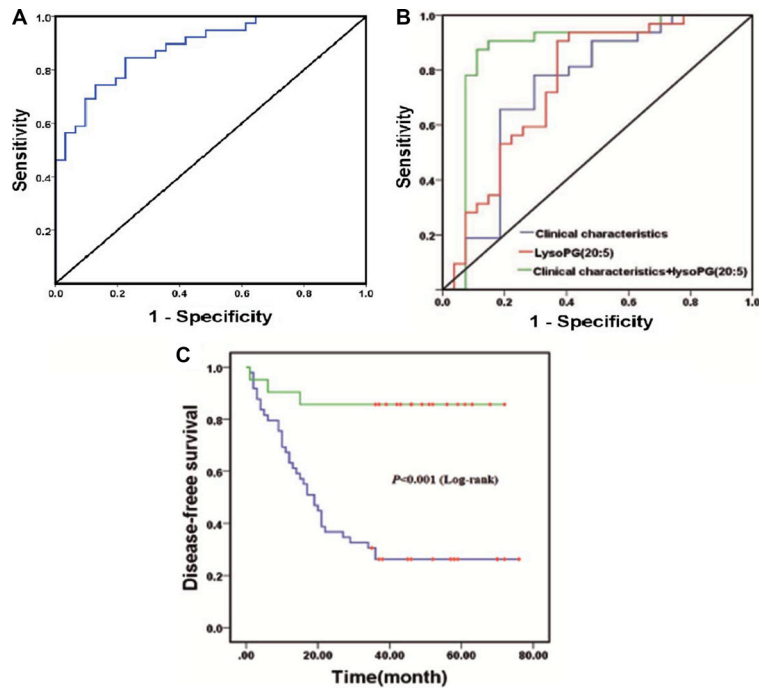 A
1.0
0.8
0.6
0.4
0.2
Sensitivity
0.0 0.2 0.4 0.6 0.8 1.0
1 - Specificity
B
1.0
0.8
0.6
0.4
0.2
Sensitivity
Clinical characteristics
LysoPG(20:5)
Clinical characteristics+lysoPG(20:5)
0.0 0.2 0.4 0.6 0.8 1.0
1 - Specificity
C
1.0
0.8
0.6
0.4
0.2
0.0
Disease-freee survival
P<0.001 (Log-rank)
.00 20.00 40.00 60.00 80.00
Time(month)